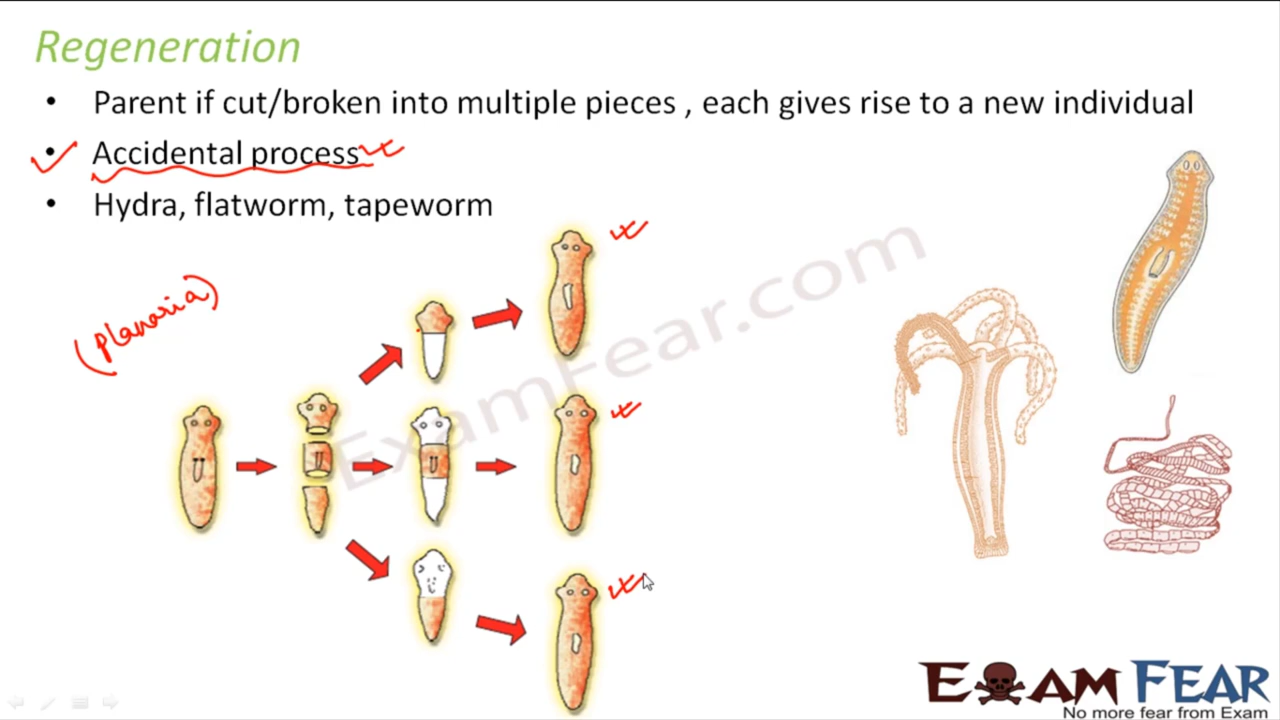 Regeneration
• Parent if cut/broken into multiple pieces , each gives rise to a new individual
• Accidental process
• Hydra, flatworm, tapeworm
(planaria)
ExamFear.com
EXAM FEAR
No more fear from Exam